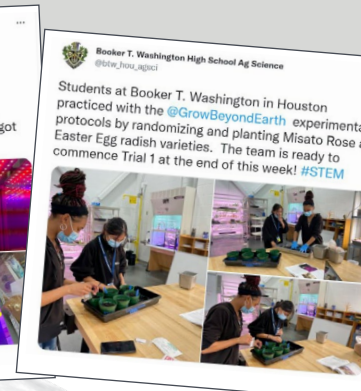 got
Booker T. Washington High School Ag Science
@btw_hou_agsci
Students at Booker T. Washington in Houston
practiced with the @GrowBeyondEarth experimenta
protocols by randomizing and planting Misato Rose a
Easter Egg radish varieties. The team is ready to
commence Trial 1 at the end of this week! #STEM